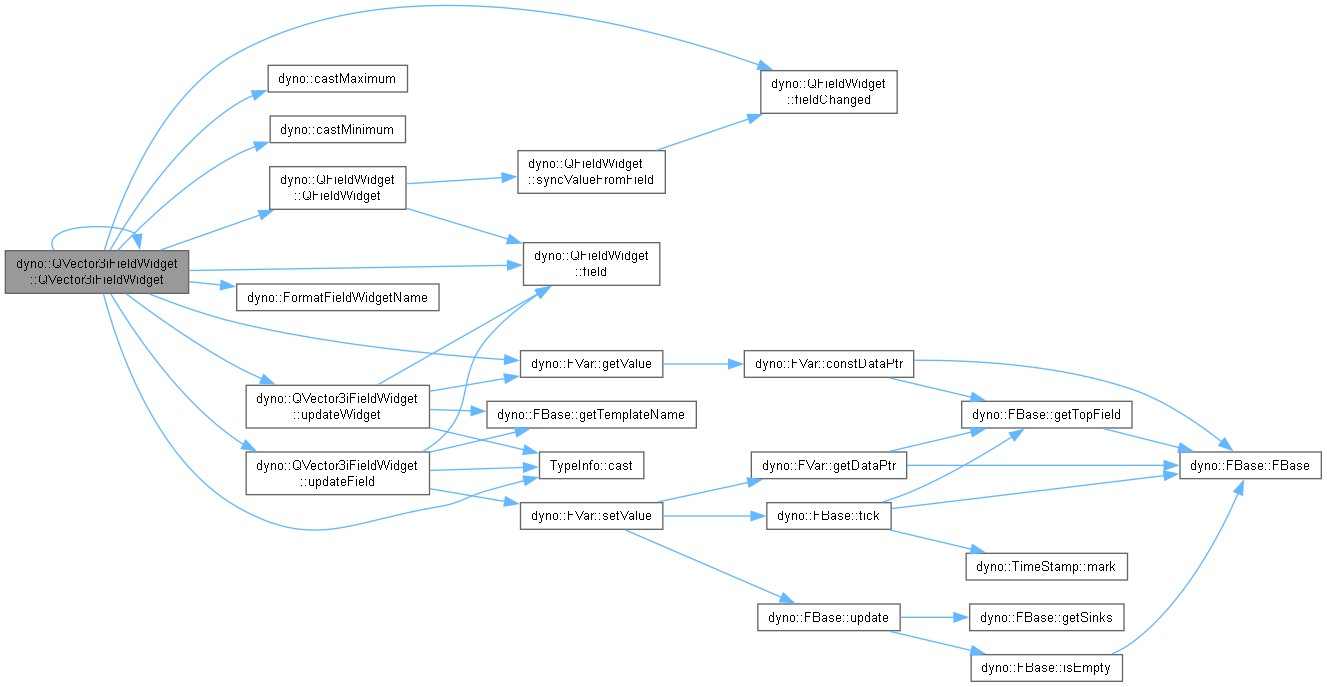 dyno::QVector3iFieldWidget
::QVector3iFieldWidget
dyno::castMaximum
dyno::castMinimum
dyno::QFieldWidget
::QFieldWidget
dyno::QFieldWidget
::syncValueFromField
dyno::QFieldWidget
::fieldChanged
dyno::QFieldWidget
::field
dyno::FormatFieldWidgetName
dyno::FVar::getValue
dyno::FVar::constDataPtr
dyno::QVector3iFieldWidget
::updateWidget
dyno::FBase::getTemplateName
dyno::FBase::getTopField
dyno::QVector3iFieldWidget
::updateField
TypeInfo::cast
dyno::FVar::getDataPtr
dyno::FBase::FBase
dyno::FVar::setValue
dyno::FBase::tick
dyno::TimeStamp::mark
dyno::FBase::update
dyno::FBase::getSinks
dyno::FBase::isEmpty